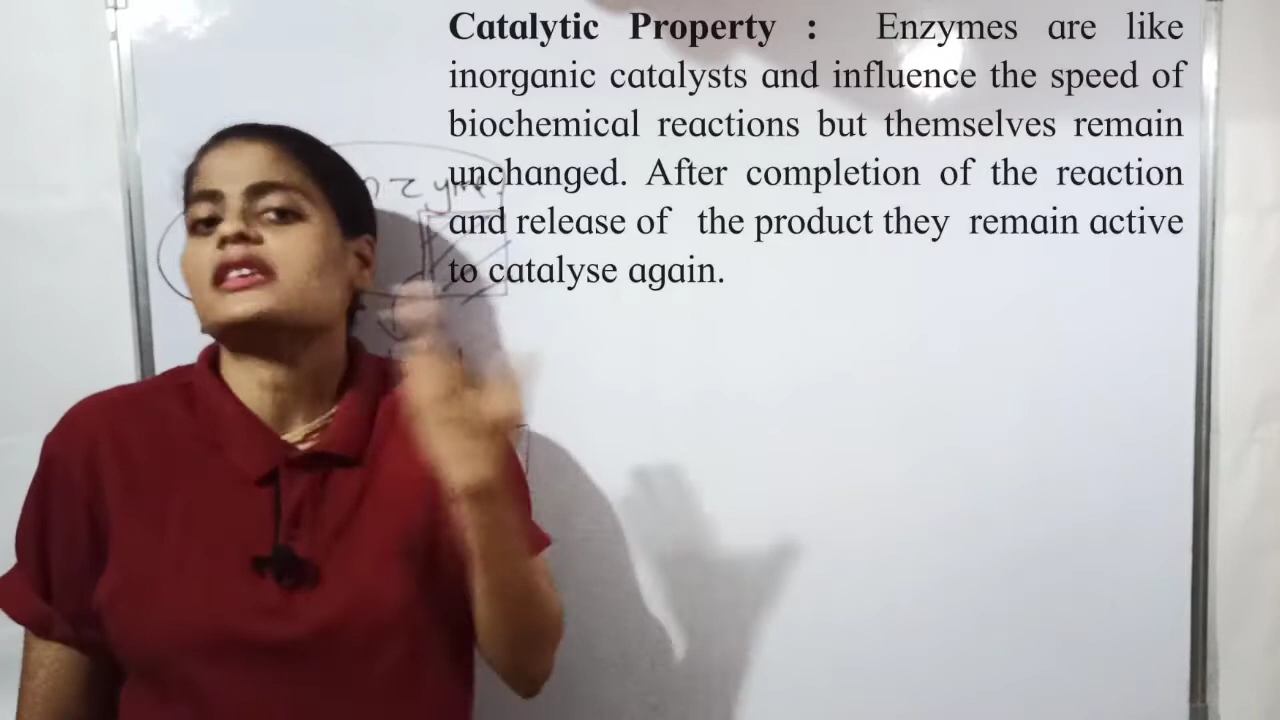 Catalytic Property : Enzymes are like
inorganic catalysts and influence the speed of
biochemical reactions but themselves remain
unchanged. After completion of the reaction
and release of the product they remain active
to catalyse again.